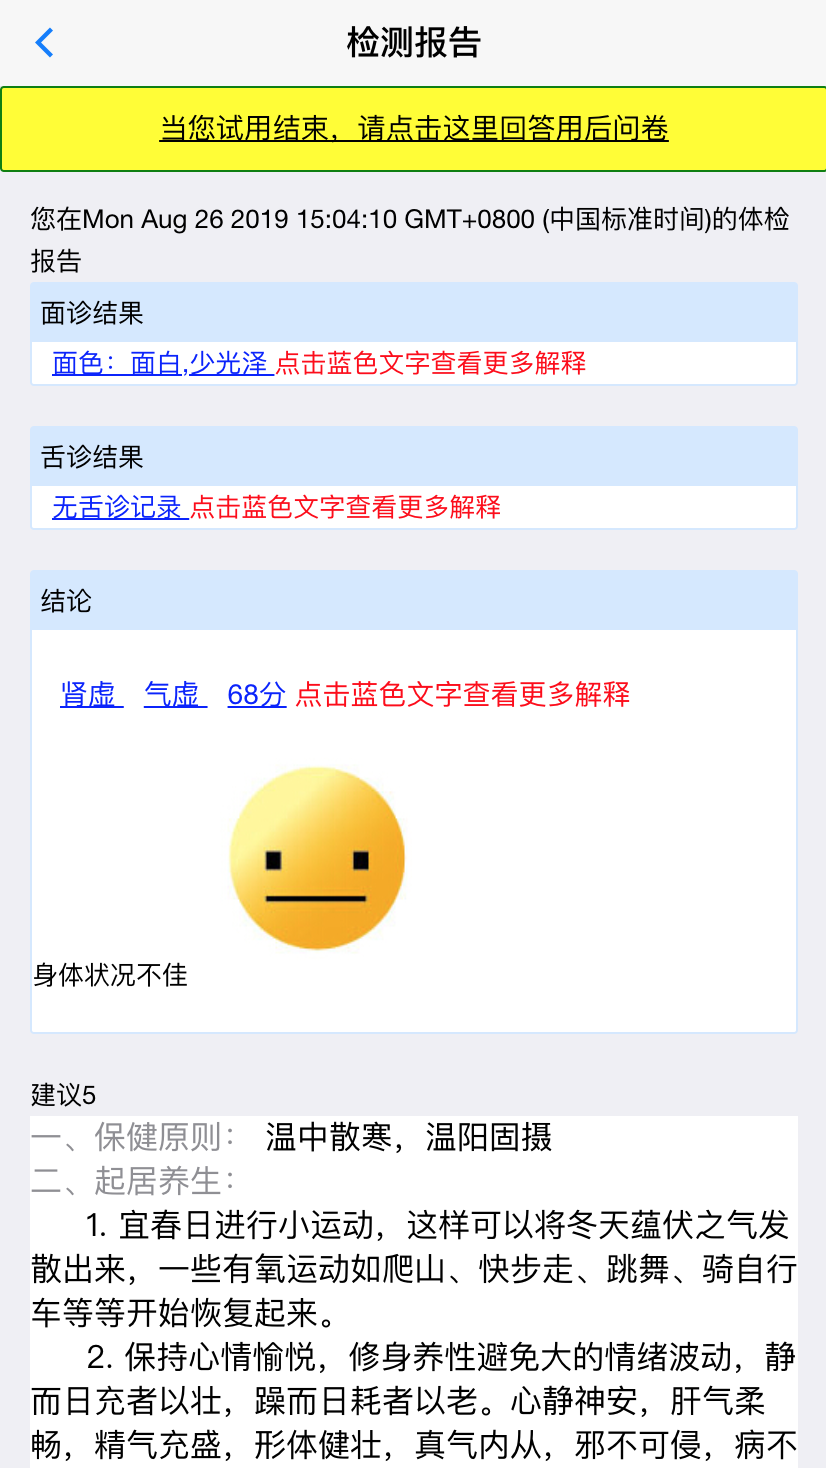 检测报告
当您试用结束，请点击这里回答用后问卷
您在Mon Aug 26 2019 15:04:10 GMT+0800 (中国标准时间)的体检
报告
面诊结果
面色：面白,少光泽 点击蓝色文字查看更多解释
舌诊结果
无舌诊记录 点击蓝色文字查看更多解释
结论
肾虚 气虚 68分 点击蓝色文字查看更多解释
身体状况不佳
建议5
一、保健原则： 温中散寒，温阳固摄
二、起居养生：
1. 宜春日进行小运动，这样可以将冬天蕴伏之气发
散出来，一些有氧运动如爬山、快步走、跳舞、骑自行
车等等开始恢复起来。
2. 保持心情愉悦，修身养性避免大的情绪波动，静
而日充者以壮，躁而日耗者以老。心静神安，肝气柔
畅，精气充盛，形体健壮，真气内从，邪不可侵，病不